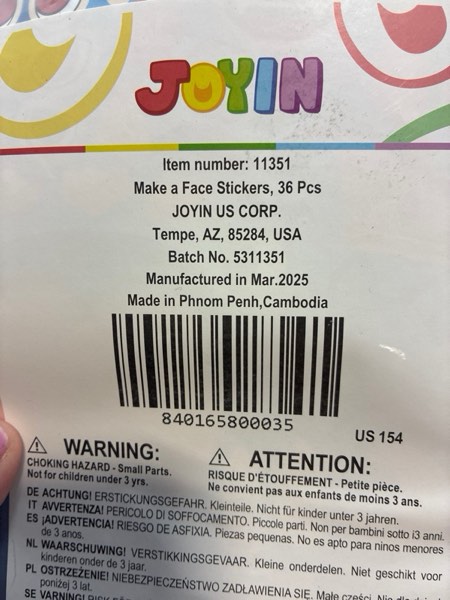 JOYIN
Item number: 11351
Make a Face Stickers, 36 Pcs
JOYIN US CORP.
Tempe, AZ, 85284, USA
Batch No. 5311351
Manufactured in Mar.2025
Made in Phnom Penh,Cambodia
840165800035
US 154
WARNING:
CHOKING HAZARD - Small Parts.
Not for children under 3 yrs.
ATTENTION:
RISQUE D'ÉTOUFFEMENT - Petite pièce.
Ne convient pas aux enfants de moins 3 ans.
DE ACHTUNG! ERSTICKUNGSGEFAHR. Kleinteile. Nicht für kinder unter 3 jahren.
IT AVVERTENZA! PERICOLO DI SOFFOCAMENTO. Piccole parti. Non per bambini sotto i3 anni.
ES ¡ADVERTENCIA! RIESGO DE ASFIXIA. Piezas pequenas. No es apto para ninos menores
de 3 anos.
NL WAARSCHUWING! VERSTIKKINGSGEVAAR. Kleine onderdelen. Niet geschikt voor
kinderen onder de 3 jaar.
PL OSTRZEŻENIE! NIEBEZPIECZEŃSTWO ZADŁAWIENIA SIĘ. Małe części.
poniżej 3 lat.
SE VARNING!